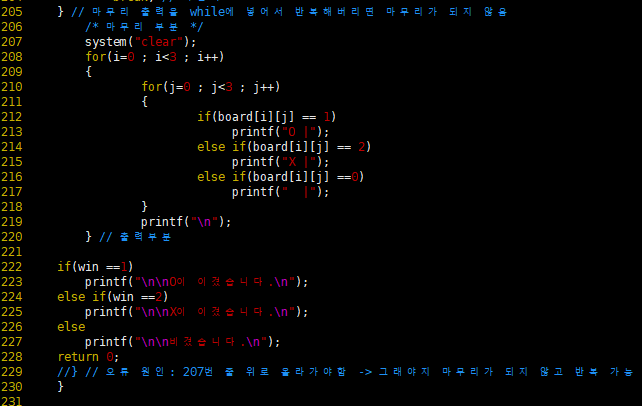 205     } // 마무리 출력을 while에 넣어서 반복해버리면 마무리가 되지 않음
206         /* 마무리 부분 */
207         system("clear");
208         for(i=0 ; i<3 ; i++)
209         {
210                 for(j=0 ; j<3 ; j++)
211                 {
212                         if(board[i][j] == 1)
213                              printf("O |");
214                         else if(board[i][j] == 2)
215                              printf("X |");
216                         else if(board[i][j] ==0)
217                              printf("  |");
218                 }
219                 printf("\n");
220         } // 출력부분
221
222     if(win ==1)
223         printf("\n\nO이 이겼습니다.\n");
224     else if(win ==2)
225         printf("\n\nX이 이겼습니다.\n");
226     else
227         printf("\n\n비겼습니다.\n");
228     return 0;
229     //} // 오류 원인 : 207번 줄 위로 올라가야함 -> 그래야지 마무리가 되지 않고 반복 가능
230     }
231